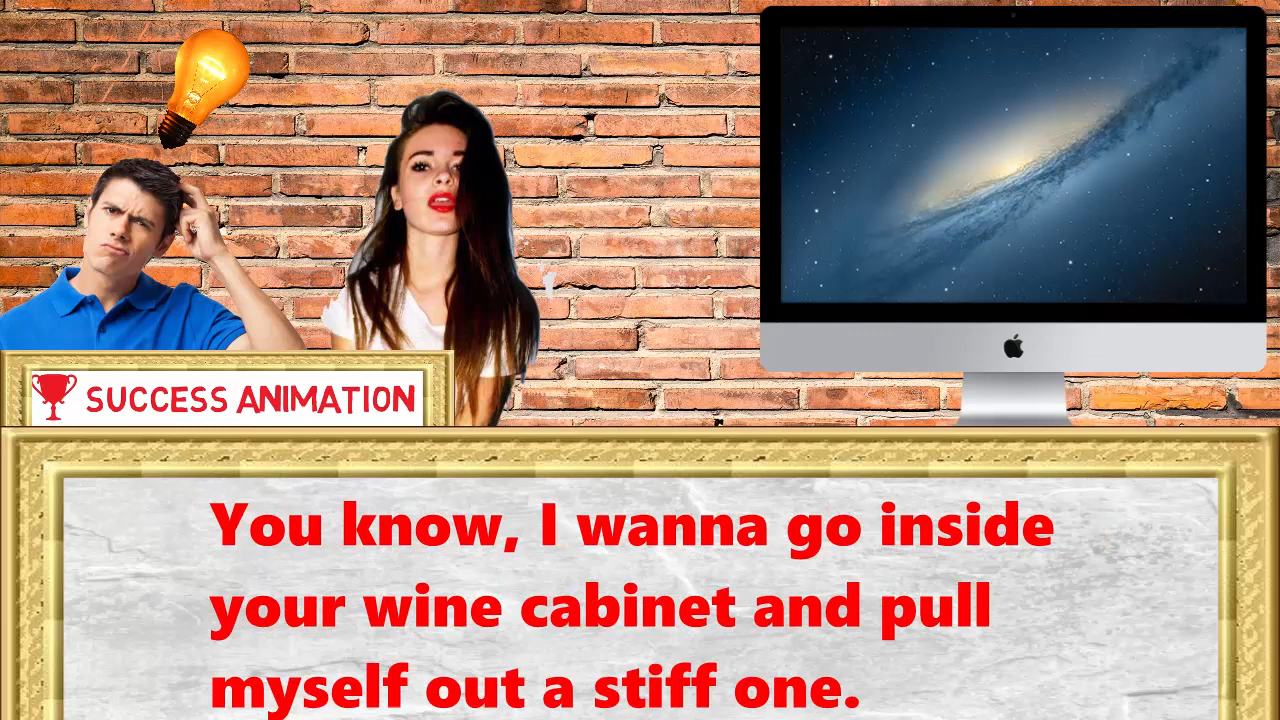 SUCCESS ANIMATION
You know, I wanna go inside
your wine cabinet and pull
myself out a stiff one.